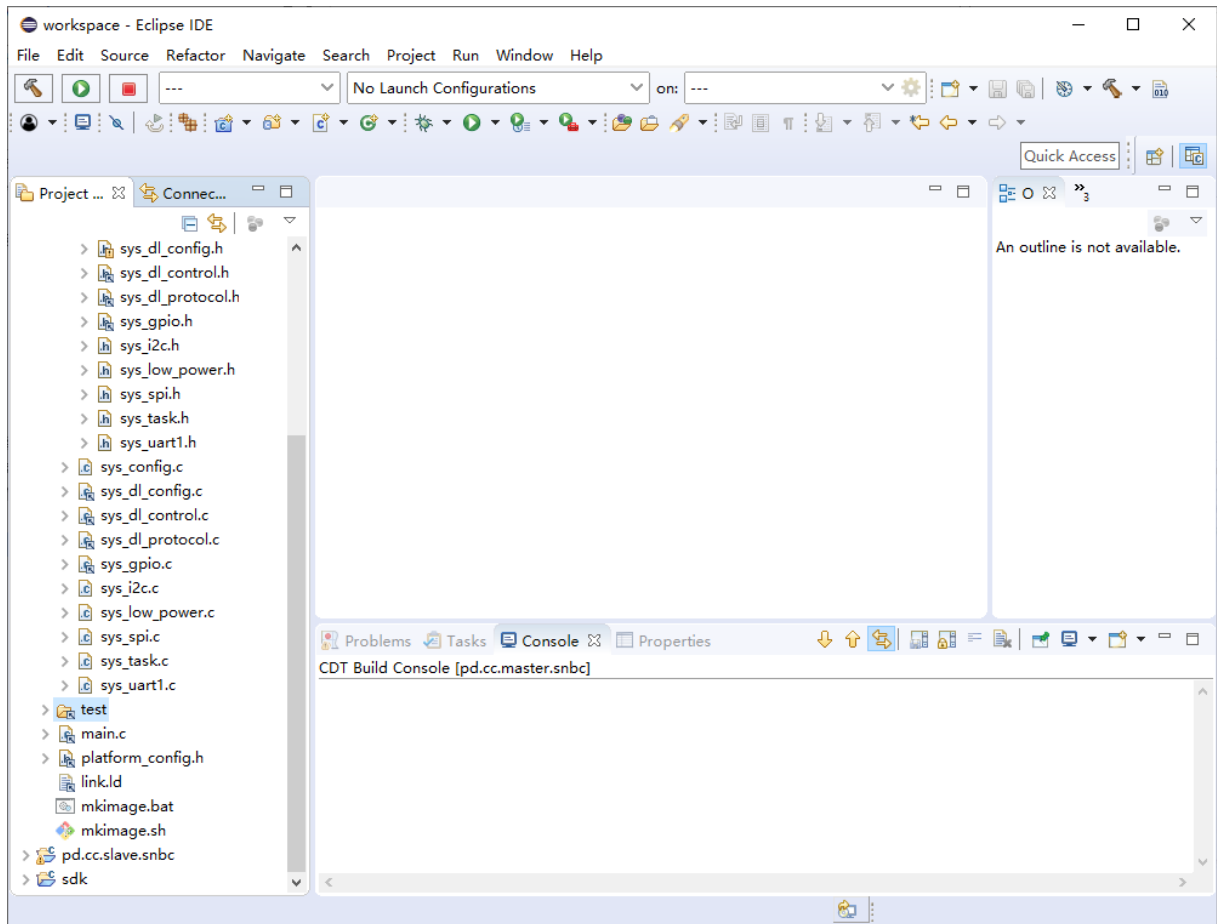 workspace - Eclipse IDE
File Edit Source Refactor Navigate Search Project Run Window Help
--- No Launch Configurations on: ---
Quick Access
Project ... Connec... O »3
An outline is not available.
sys_dl_config.h
sys_dl_control.h
sys_dl_protocol.h
sys_gpio.h
sys_i2c.h
sys_low_power.h
sys_spi.h
sys_task.h
sys_uart1.h
sys_config.c
sys_dl_config.c
sys_dl_control.c
sys_dl_protocol.c
sys_gpio.c
sys_i2c.c
sys_low_power.c
sys_spi.c
sys_task.c
sys_uart1.c
test
main.c
platform_config.h
link.ld
mkimage.bat
mkimage.sh
pd.cc.slave.snbc
sdk
Problems Tasks Console Properties
CDT Build Console [pd.cc.master.snbc]